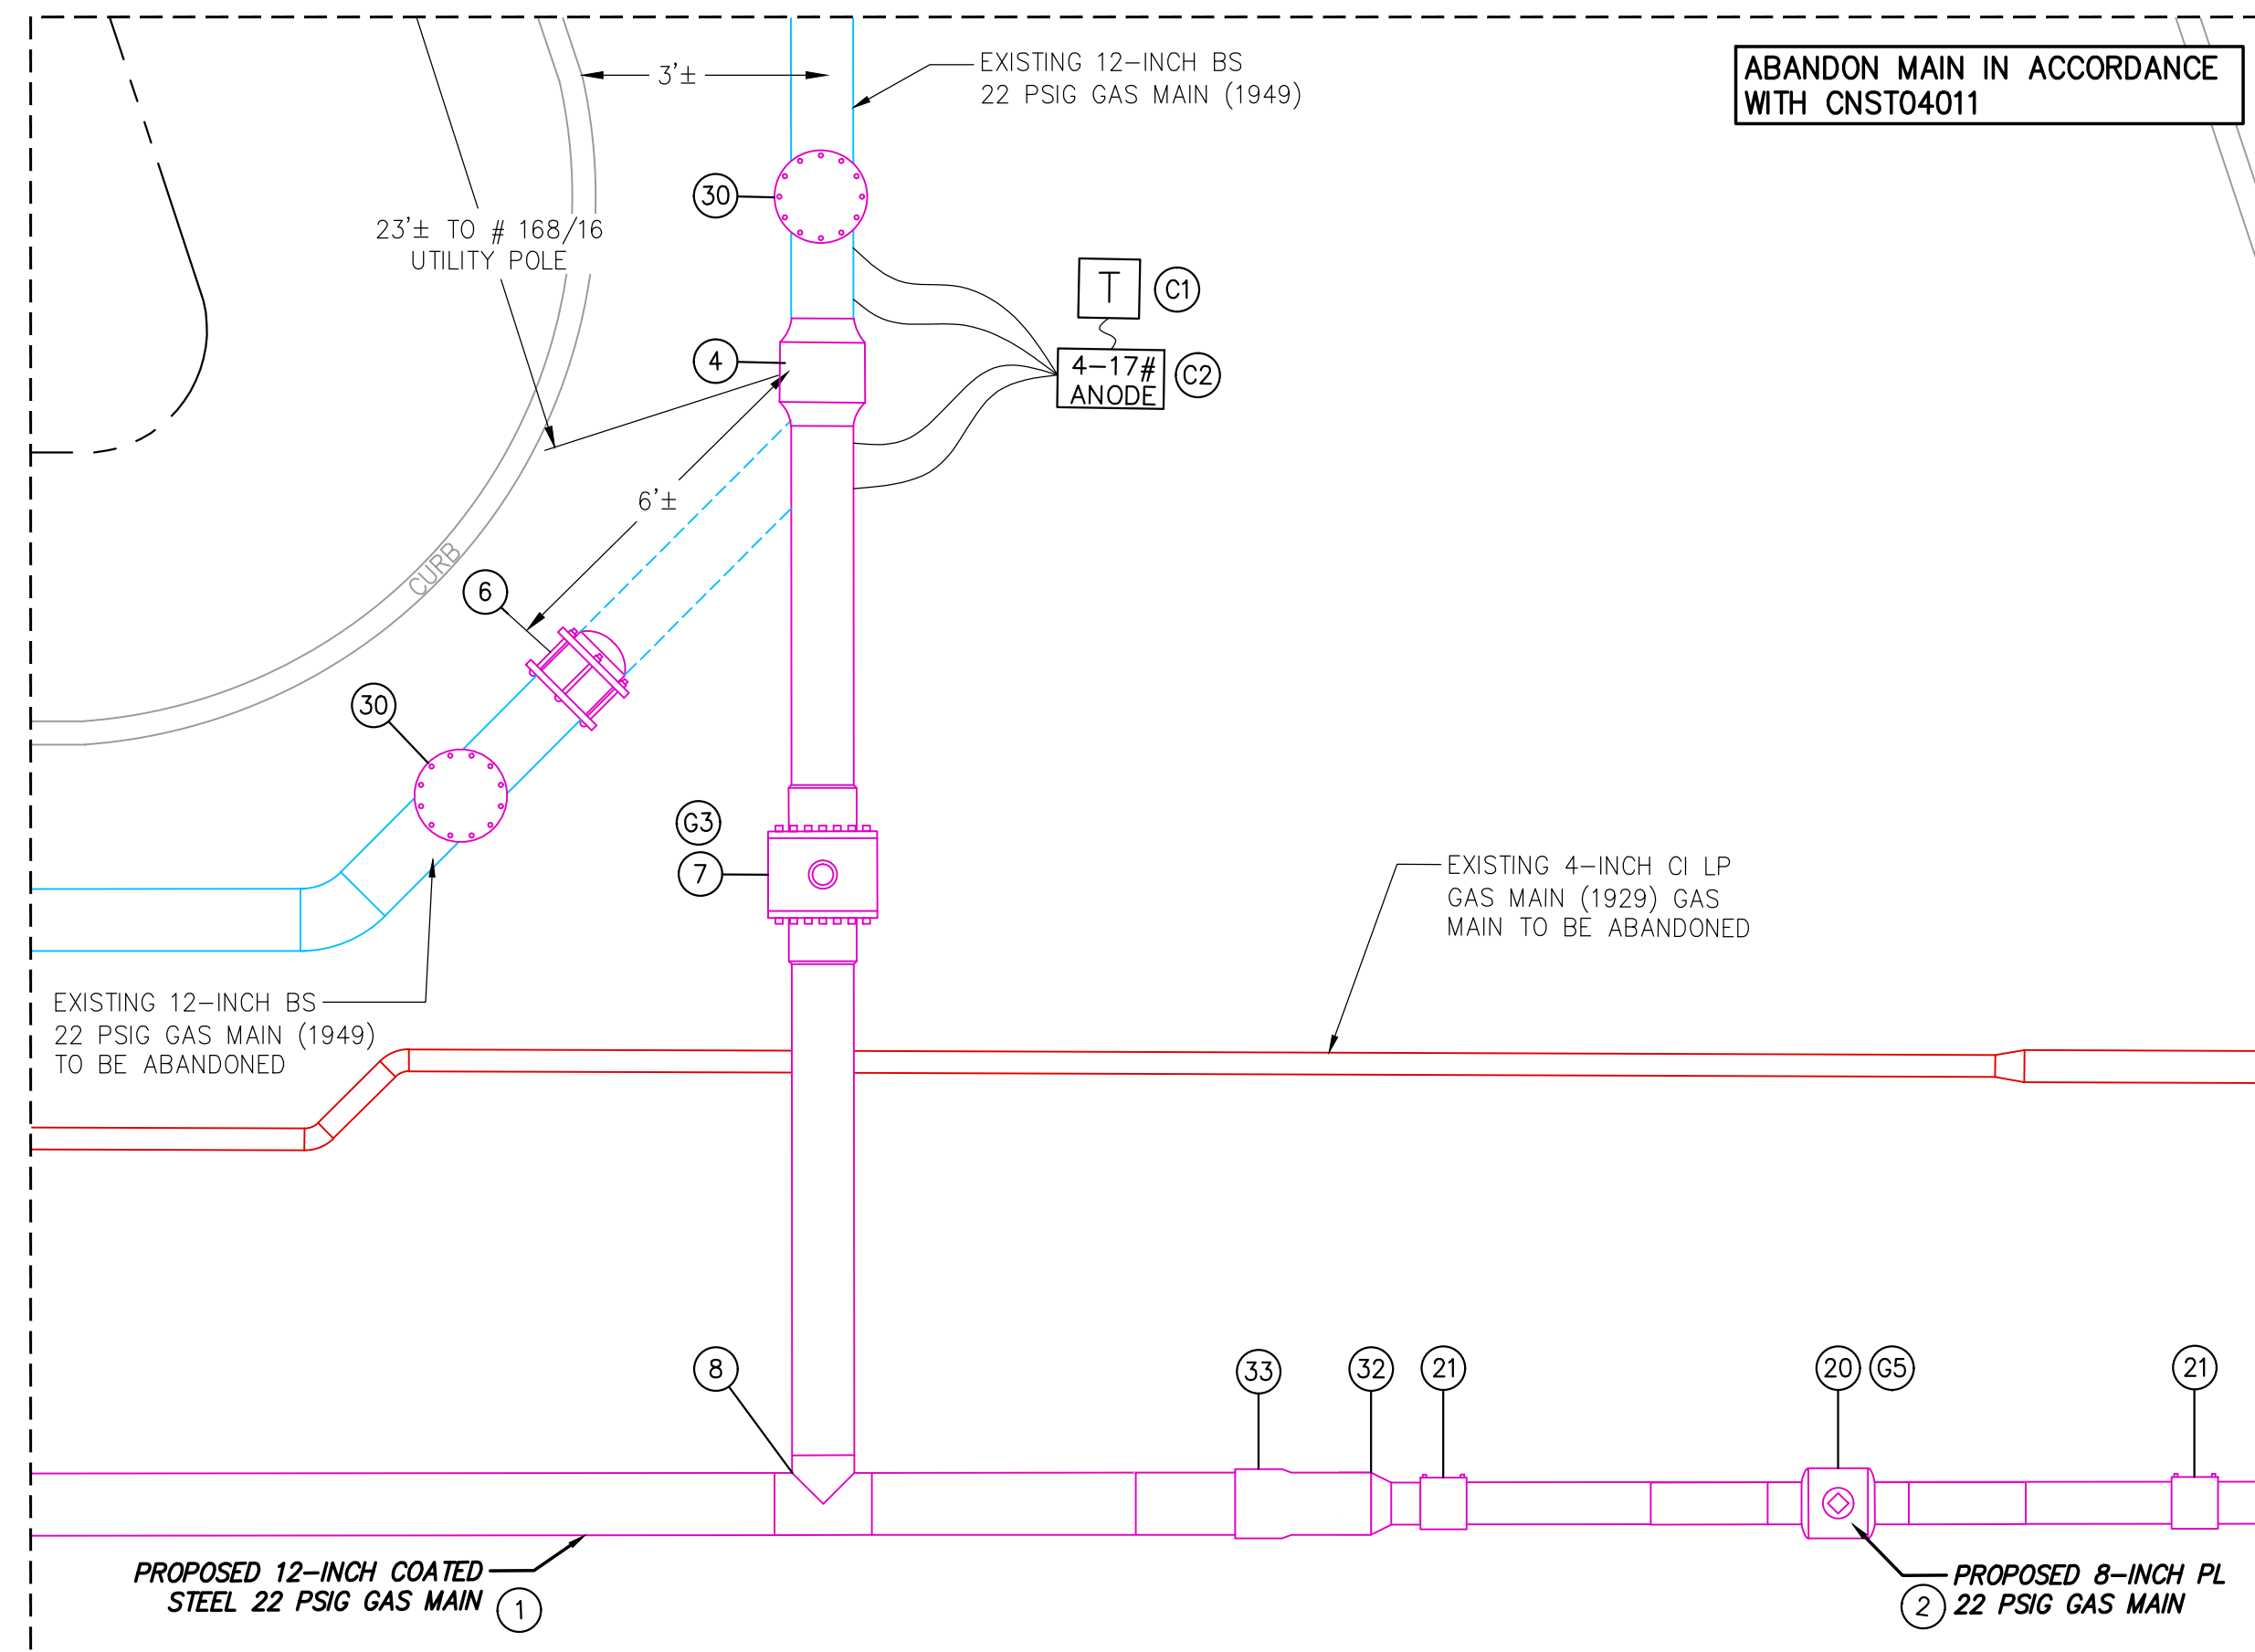 3'±
EXISTING 12-INCH BS
22 PSIG GAS MAIN (1949)
ABANDON MAIN IN ACCORDANCE
WITH CNST04011
30
23'± TO # 168/16
UTILITY POLE
T
C1
4
4-17#
ANODE
C2
6'±
CURB
6
30
G3
7
EXISTING 4-INCH CI LP
GAS MAIN (1929) GAS
MAIN TO BE ABANDONED
EXISTING 12-INCH BS
22 PSIG GAS MAIN (1949)
TO BE ABANDONED
8
33
32
21
20
G5
21
PROPOSED 12-INCH COATED
STEEL 22 PSIG GAS MAIN
1
PROPOSED 8-INCH PL
22 PSIG GAS MAIN
2